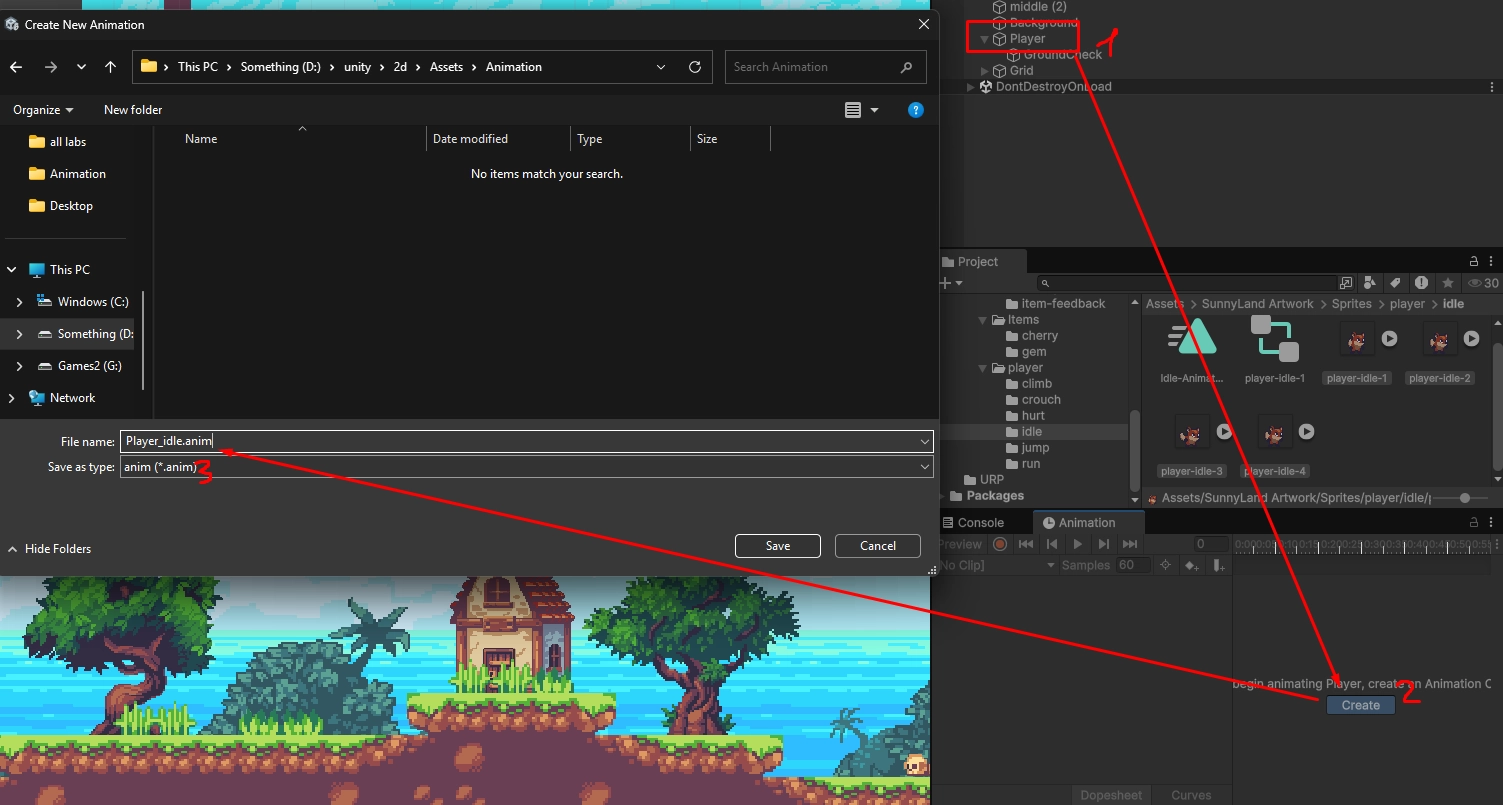 Create New Animation
This PC > Something (D:) > unity > 2d > Assets > Animation
Search Animation
Organize
New folder
all labs
Animation
Desktop
This PC
Windows (C:)
Something (D:
Games2 (G:)
Network
Name
Date modified
Type
Size
No items match your search.
File name: Player_idle.anim
Save as type: anim (*.anim)
3
Hide Folders
Save
Cancel
middle (2)
Background
Player
1
GroundCheck
Grid
DontDestroyOnLoad
Project
30
item-feedback
Items
cherry
gem
player
climb
crouch
hurt
idle
jump
run
URP
Packages
Assets > SunnyLand Artwork > Sprites > player > idle
Idle-Animat...
player-idle-1
player-idle-1
player-idle-2
player-idle-3
player-idle-4
Assets/SunnyLand Artwork/Sprites/player/idle/
Console
Animation
Preview
0
No Clip]
Samples 60
begin animating Player, create an Animation C
Create
2
Dopesheet
Curves